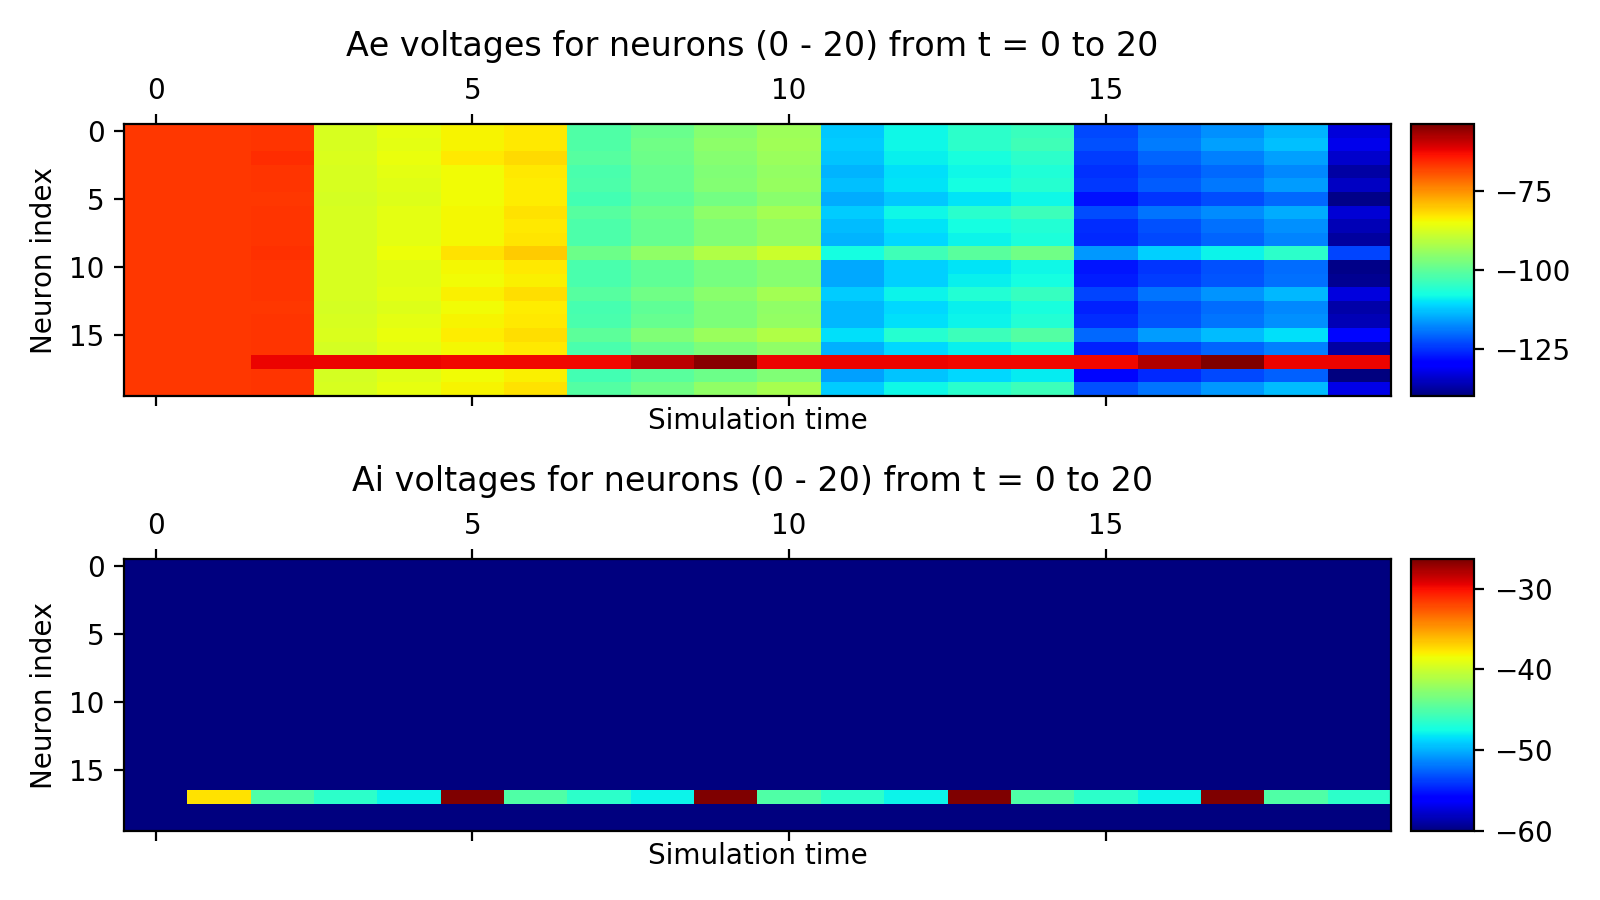 Ae voltages for neurons (0 - 20) from t = 0 to 20
0 5 10 15
Neuron index
0
5
10
15
Simulation time
−75
−100
−125
Ai voltages for neurons (0 - 20) from t = 0 to 20
0 5 10 15
Neuron index
0
5
10
15
Simulation time
−30
−40
−50
−60